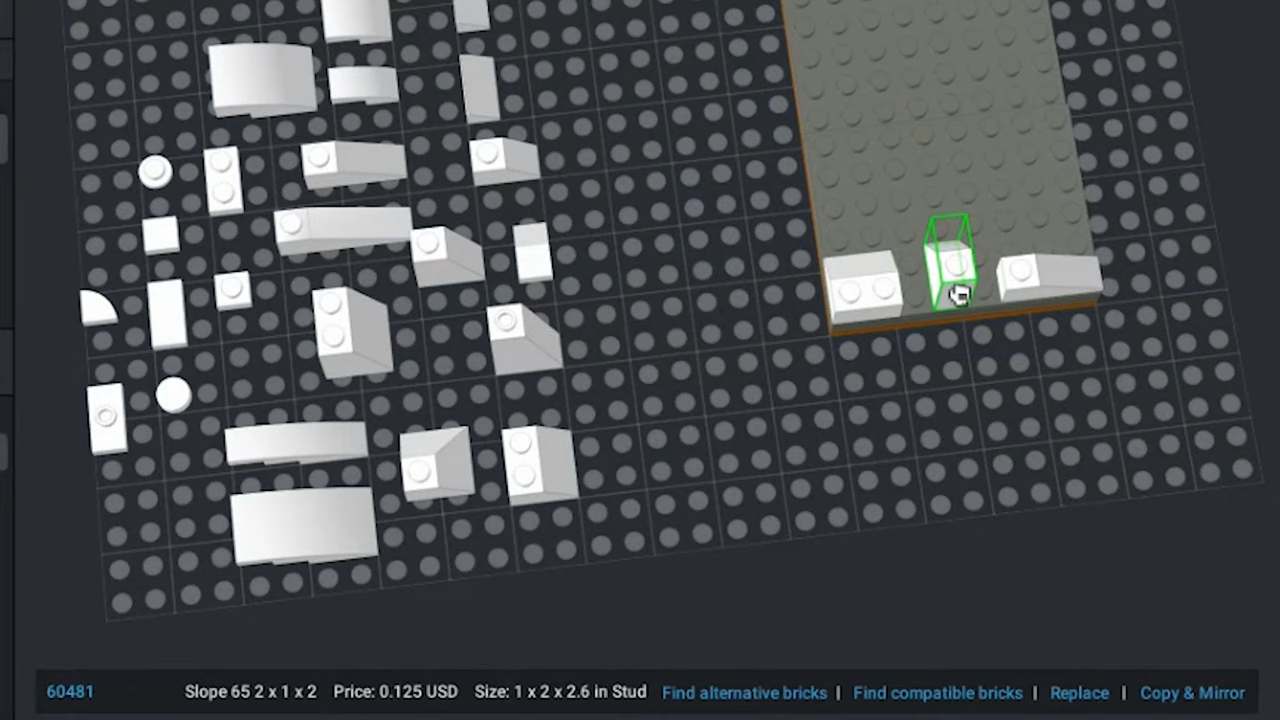 60481 Slope 65 2 x 1 x 2 Price: 0.125 USD Size: 1 x 2 x 2.6 in Stud Find alternative bricks | Find compatible bricks | Replace | Copy & Mirror